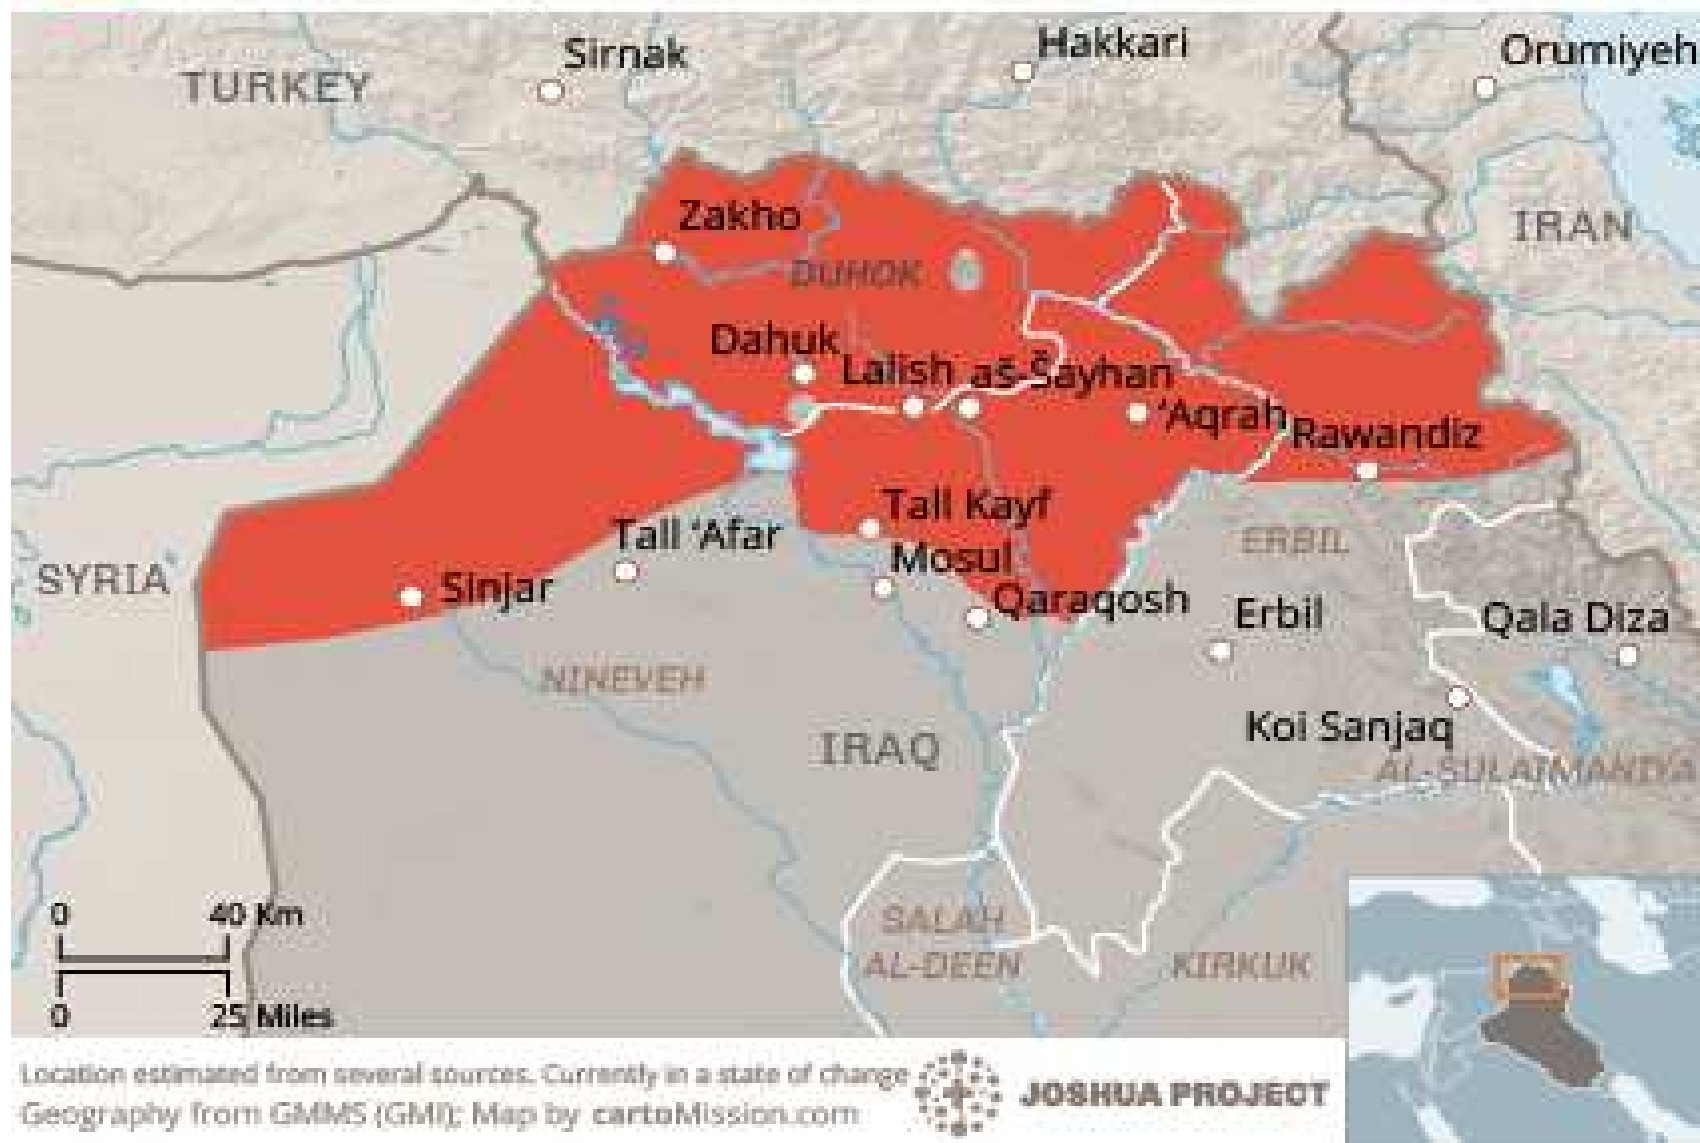 Sirnak
Hakkari
Orumiyeh
TURKEY
Zakho
IRAN
DUHOK
Dahuk
Lalish
aš-Šayhan
‘Aqrah
Rawandiz
Tall Kayf
Tall ‘Afar
Mosul
ERBIL
SYRIA
Sinjar
Qaraqosh
Erbil
Qala Diza
NINEVEH
IRAQ
Koi Sanjaq
AL-SULAIMANIYA
0 40 Km
SALAH
AL-DEEN
KIRKUK
0 25 Miles
Location estimated from several sources. Currently in a state of change
Geography from GMMS (GMI); Map by cartoMission.com
JOSHUA PROJECT